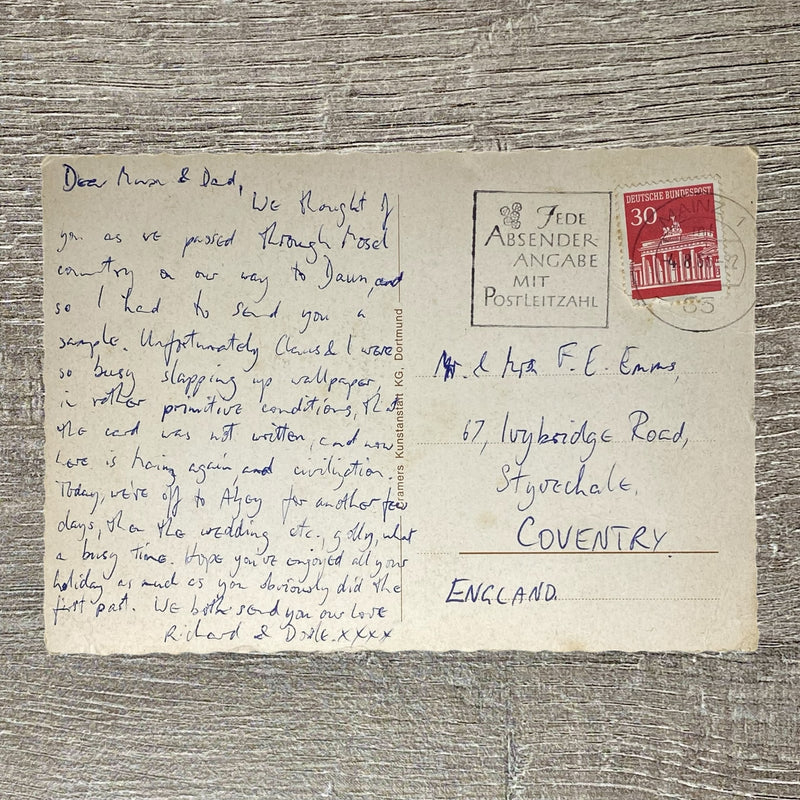 Dear Mum & Dad,
We thought of
you as we passed through Mosel
country on our way to Daun, and
so I had to send you a
sample. Unfortunately Claus & I were
so busy slapping up wallpaper,
in rather primitive conditions, that
the card was not written, and now
here is again and civilization.
Today, we're off to for another few
days, then the wedding etc., golly, what
a busy time. Hope you've enjoyed all your
holiday as much as you obviously did the
first part. We both send you our love
Richard & xxxx
Kramers Kunstanstalt KG, Dortmund
JEDE
ABSENDER-
ANGABE
MIT
POSTLEITZAHL
DEUTSCHE BUNDESPOST
30
MAINZ
1
65
Mr. & Mrs F. E. Emms,
67, Ivybridge Road,
Styvechale,
COVENTRY
ENGLAND.